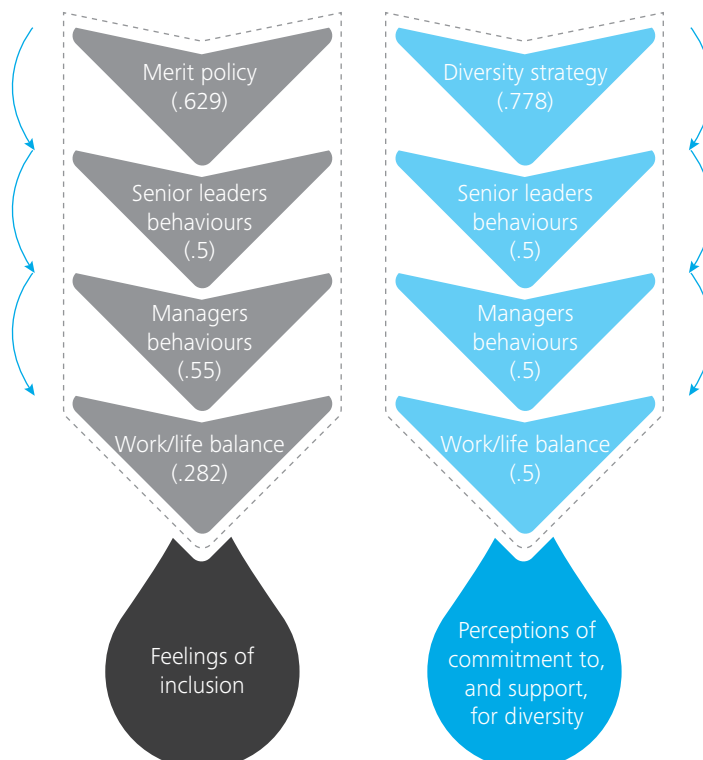 Merit policy
(.629)
Senior leaders
behaviours
(.5)
Managers
behaviours
(.55)
Work/life balance
(.282)
Feelings of
inclusion
Diversity strategy
(.778)
Senior leaders
behaviours
(.5)
Managers
behaviours
(.5)
Work/life balance
(.5)
Perceptions of
commitment to,
and support,
for diversity